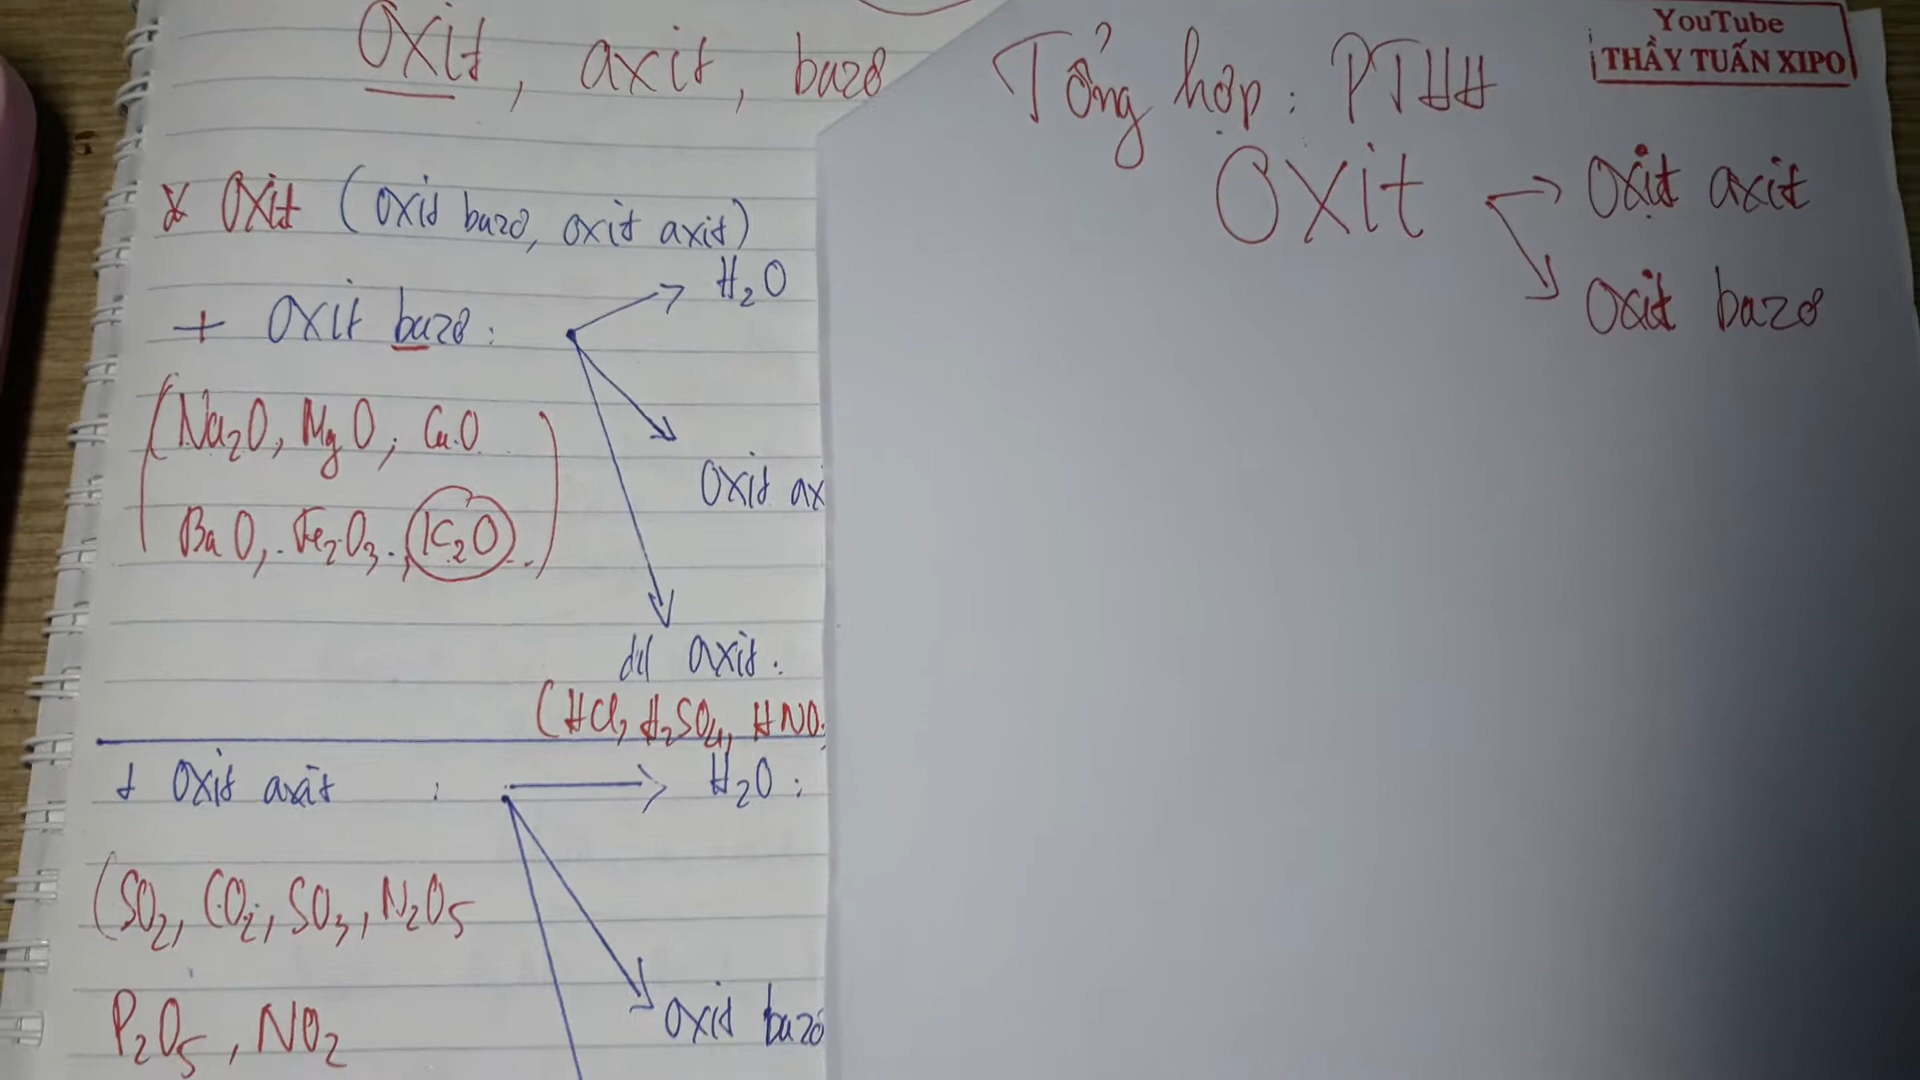 Oxit, axit, bazơ
Tổng hợp: PTHH
YouTube
THẦY TUẤN XIPO
Oxit
Oxit axit
Oxit bazơ
* Oxit (oxit bazơ, oxit axit)
+ Oxit bazơ:
H₂O
(Na₂O, MgO, CuO
Oxit ax
BaO, Fe₂O₃, K₂O..)
dd axit.
(HCl, H₂SO₄, HNO
+ Oxit axit :
H₂O :
(SO₂, CO₂, SO₃, N₂O₅
P₂O₅, NO₂
Oxit bazơ